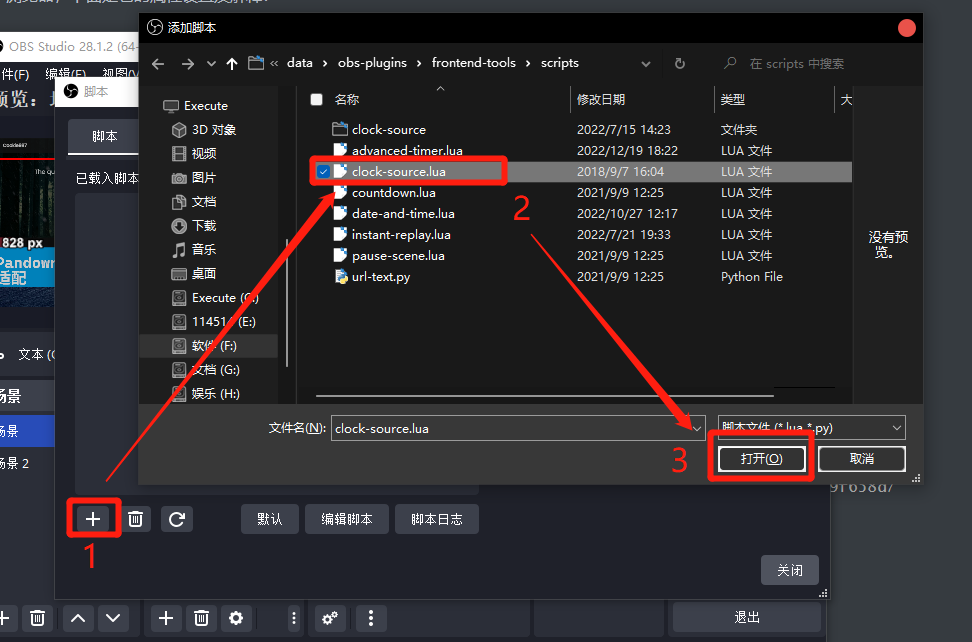 添加脚本
OBS Studio 28.1.2 (64-
件(F) 编辑(E) 视图(V
预览：
脚本
脚本
已载入脚本
« data › obs-plugins › frontend-tools › scripts
在 scripts 中搜索
名称 修改日期 类型 大
Execute
3D 对象
视频
图片
文档
下载
音乐
桌面
Execute (C:)
114514 (E:)
软件 (F:)
文档 (G:)
娱乐 (H:)
clock-source 2022/7/15 14:23 文件夹
advanced-timer.lua 2022/12/19 18:22 LUA 文件
clock-source.lua 2018/9/7 16:04 LUA 文件
countdown.lua 2021/9/9 12:25 LUA 文件
date-and-time.lua 2022/10/27 12:17 LUA 文件
instant-replay.lua 2022/7/21 19:33 LUA 文件
pause-scene.lua 2021/9/9 12:25 LUA 文件
url-text.py 2021/9/9 12:25 Python File
没有预
览。
The qu
828 px
Pandown
适配
文本 (G
场景
场景
场景 2
文件名(N): clock-source.lua
脚本文件 (*.lua *.py)
打开(O) 取消
1
2
3
默认 编辑脚本 脚本日志
关闭
退出